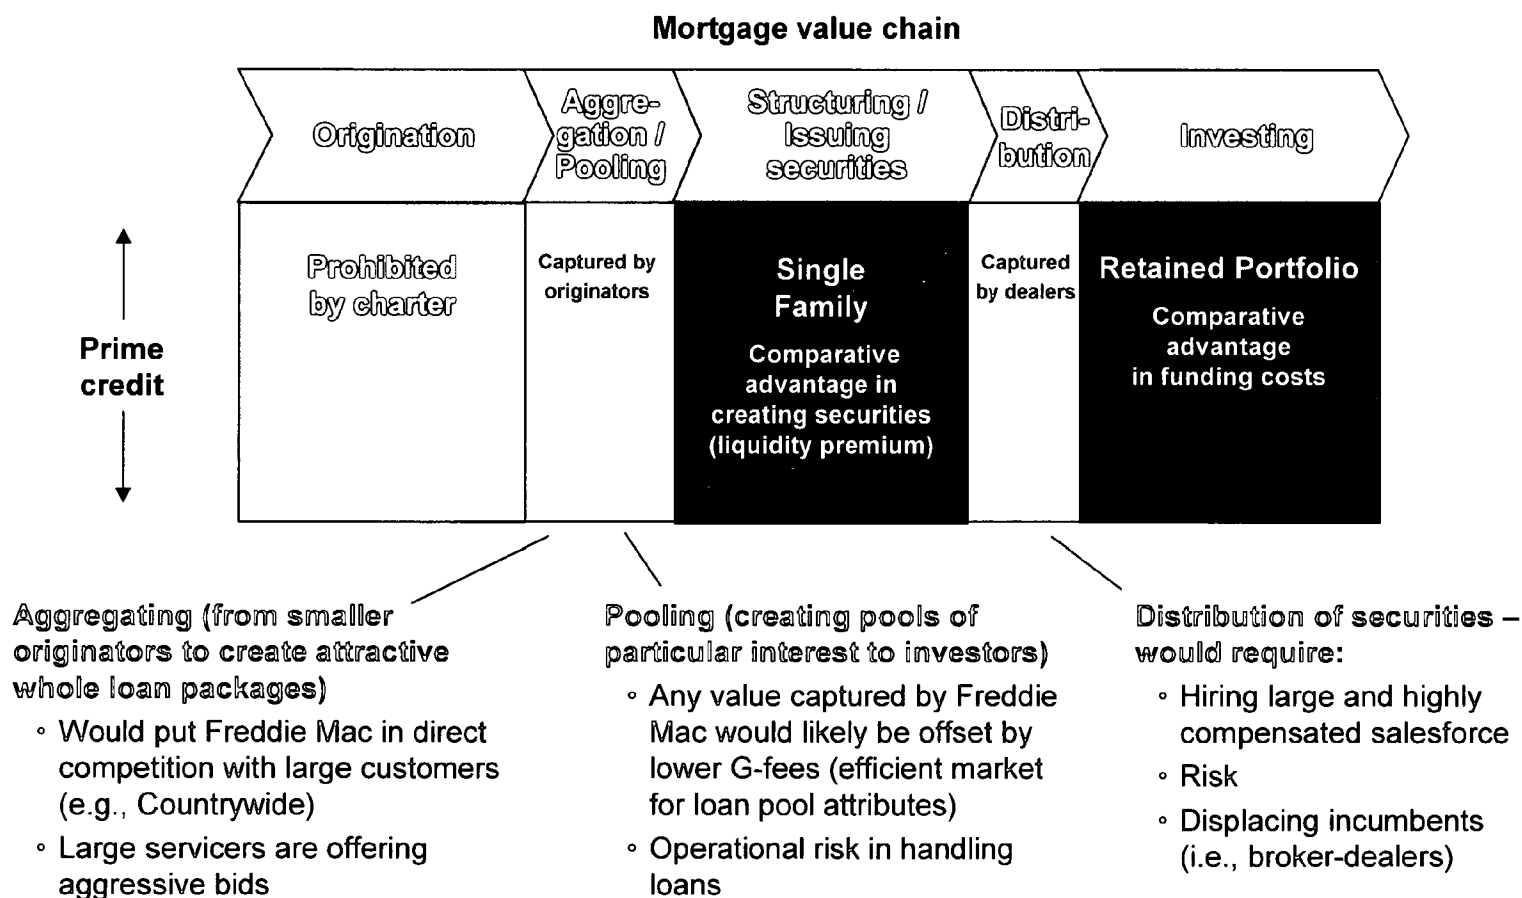 Mortgage value chain
Origination
Aggre-
gation /
Pooling
Structuring /
Issuing
securities
Distri-
bution
Investing
Prime
credit
Prohibited
by charter
Captured by
originators
Single
Family
Comparative
advantage in
creating securities
(liquidity premium)
Captured
by dealers
Retained Portfolio
Comparative
advantage
in funding costs
Aggregating (from smaller
originators to create attractive
whole loan packages)
° Would put Freddie Mac in direct
competition with large customers
(e.g., Countrywide)
° Large servicers are offering
aggressive bids
Pooling (creating pools of
particular interest to investors)
° Any value captured by Freddie
Mac would likely be offset by
lower G-fees (efficient market
for loan pool attributes)
° Operational risk in handling
loans
Distribution of securities –
would require:
° Hiring large and highly
compensated salesforce
° Risk
° Displacing incumbents
(i.e., broker-dealers)